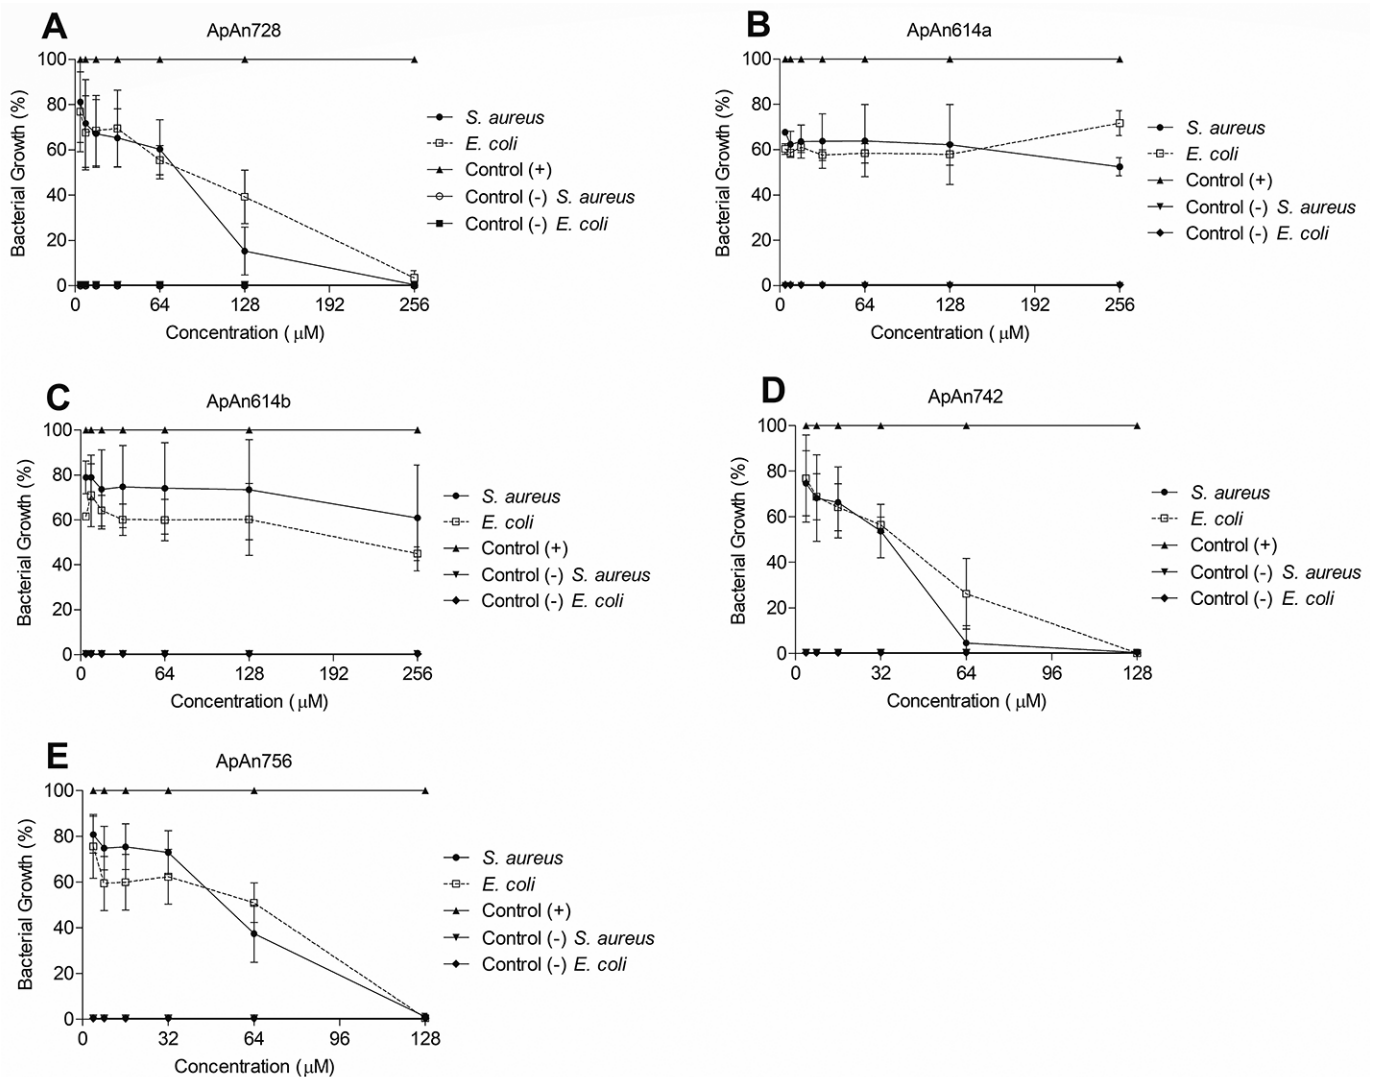 A
ApAn728
Bacterial Growth (%)
100
80
60
40
20
0
0 64 128 192 256
Concentration ( μM)
S. aureus
E. coli
Control (+)
Control (-) S. aureus
Control (-) E. coli
B
ApAn614a
Bacterial Growth (%)
100
80
60
40
20
0
0 64 128 192 256
Concentration ( μM)
S. aureus
E. coli
Control (+)
Control (-) S. aureus
Control (-) E. coli
C
ApAn614b
Bacterial Growth (%)
100
80
60
40
20
0
0 64 128 192 256
Concentration ( μM)
S. aureus
E. coli
Control (+)
Control (-) S. aureus
Control (-) E. coli
D
ApAn742
Bacterial Growth (%)
100
80
60
40
20
0
0 32 64 96 128
Concentration ( μM)
S. aureus
E. coli
Control (+)
Control (-) S. aureus
Control (-) E. coli
E
ApAn756
Bacterial Growth (%)
100
80
60
40
20
0
0 32 64 96 128
Concentration (μM)
S. aureus
E. coli
Control (+)
Control (-) S. aureus
Control (-) E. coli